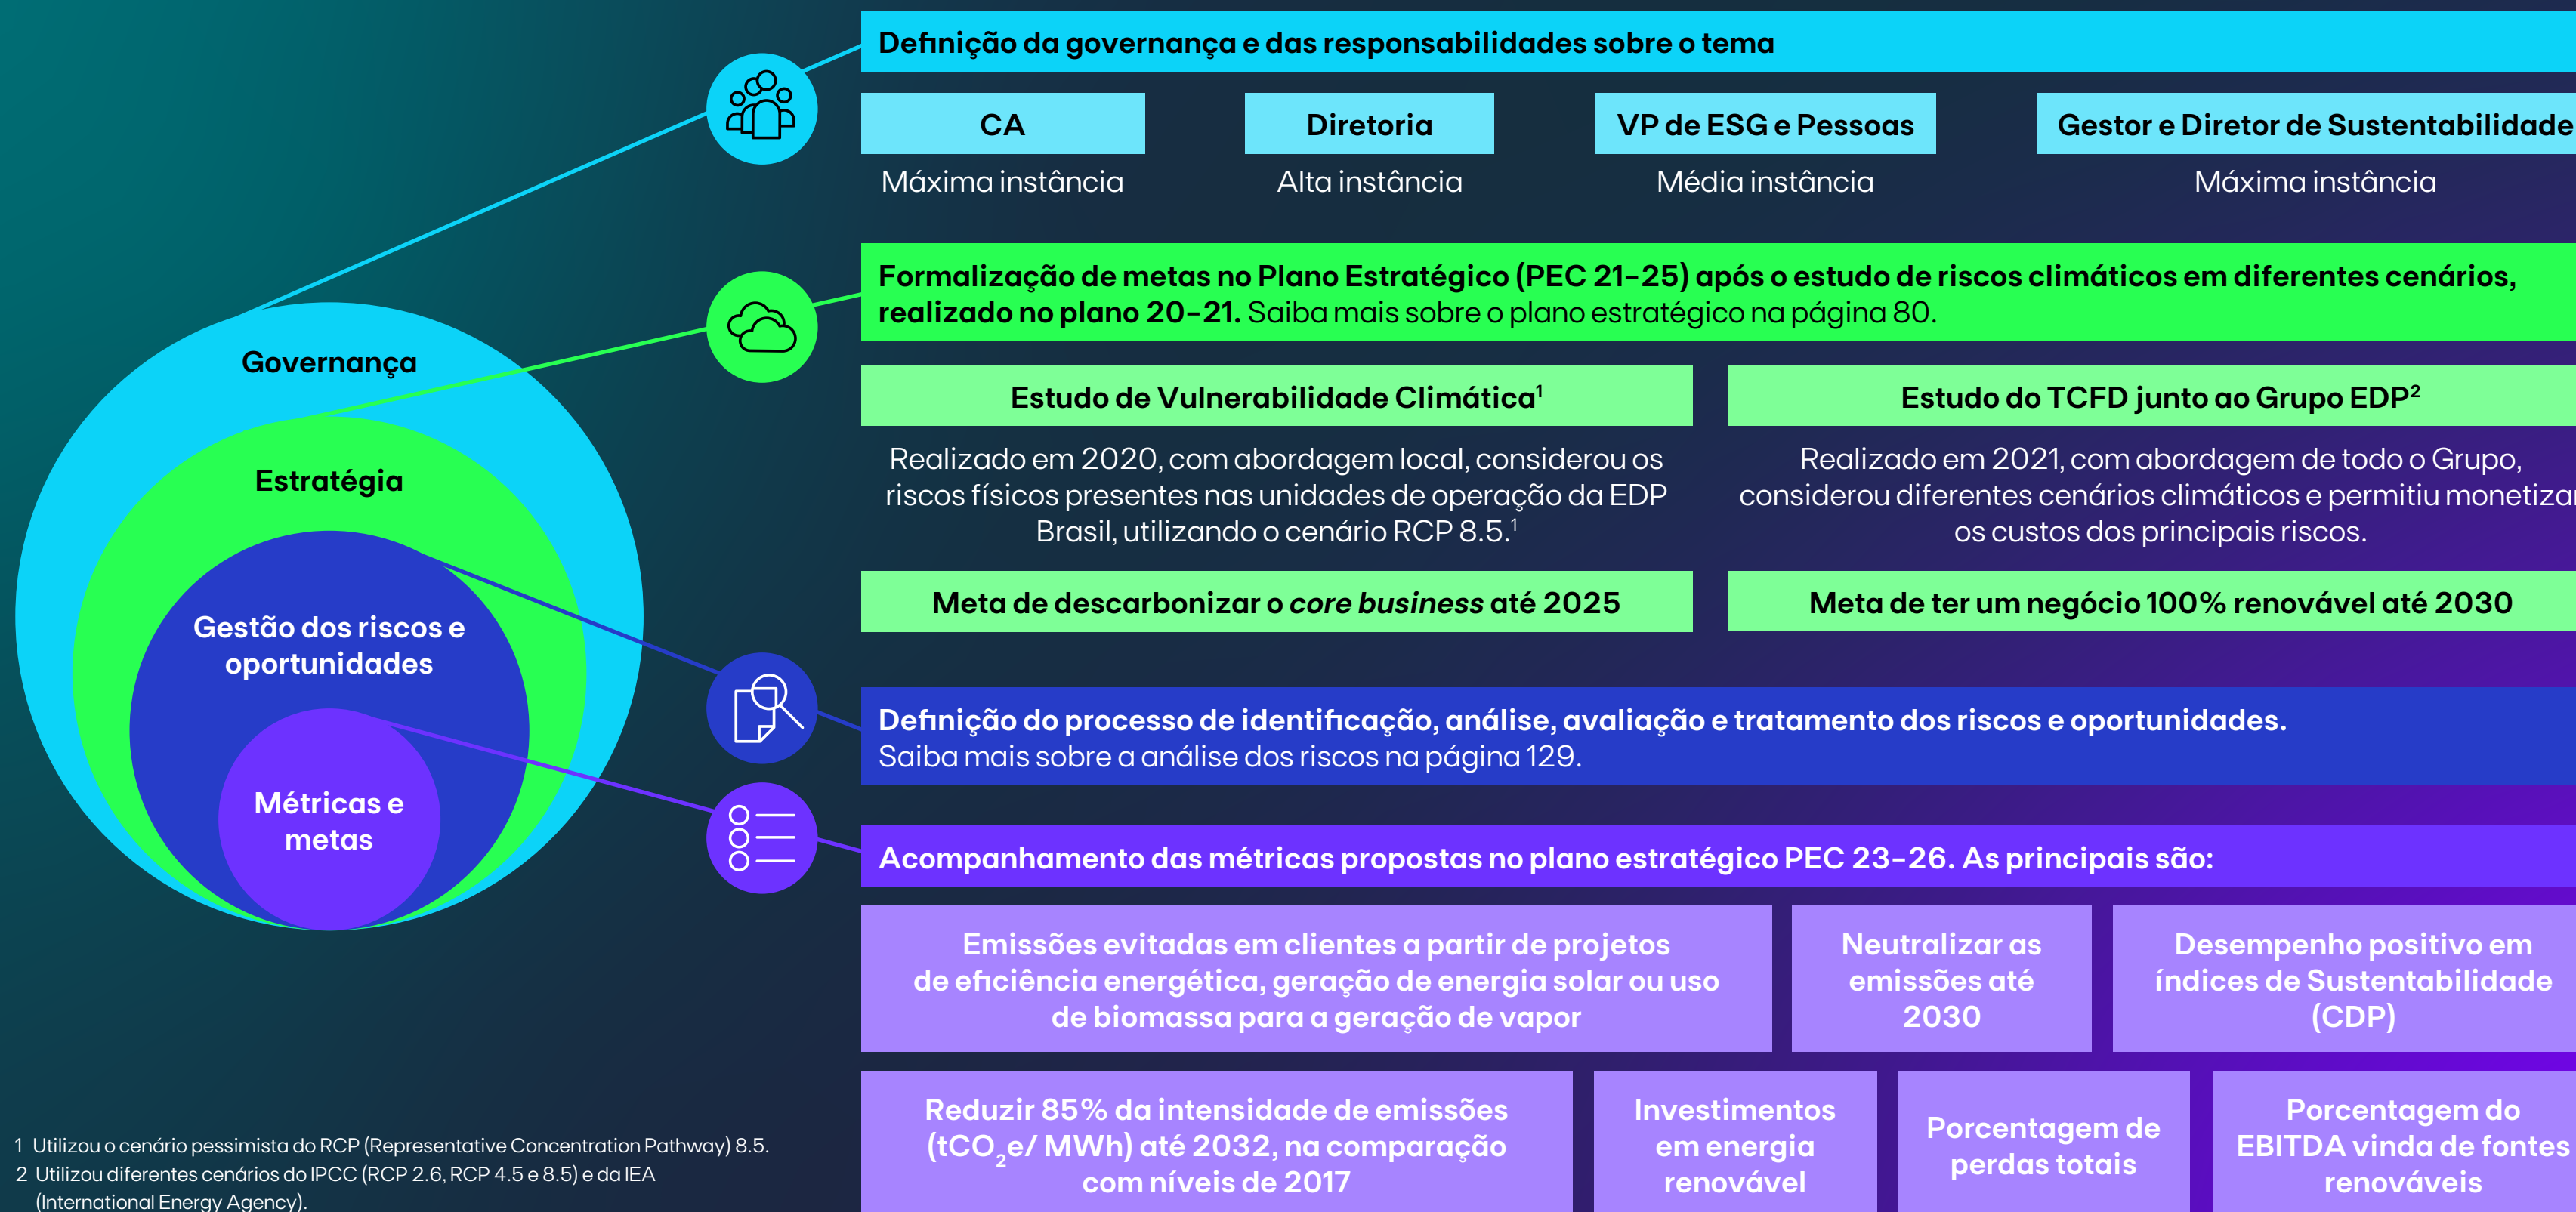 Definição da governança e das responsabilidades sobre o tema
CA
Máxima instância
Diretoria
Alta instância
VP de ESG e Pessoas
Média instância
Gestor e Diretor de Sustentabilidade
Máxima instância
Formalização de metas no Plano Estratégico (PEC 21–25) após o estudo de riscos climáticos em diferentes cenários,
realizado no plano 20–21. Saiba mais sobre o plano estratégico na página 80.
Estudo de Vulnerabilidade Climática¹
Realizado em 2020, com abordagem local, considerou os
riscos físicos presentes nas unidades de operação da EDP
Brasil, utilizando o cenário RCP 8.5.¹
Estudo do TCFD junto ao Grupo EDP²
Realizado em 2021, com abordagem de todo o Grupo,
considerou diferentes cenários climáticos e permitiu monetizar
os custos dos principais riscos.
Meta de descarbonizar o core business até 2025
Meta de ter um negócio 100% renovável até 2030
Definição do processo de identificação, análise, avaliação e tratamento dos riscos e oportunidades.
Saiba mais sobre a análise dos riscos na página 129.
Acompanhamento das métricas propostas no plano estratégico PEC 23–26. As principais são:
Emissões evitadas em clientes a partir de projetos
de eficiência energética, geração de energia solar ou uso
de biomassa para a geração de vapor
Neutralizar as
emissões até
2030
Desempenho positivo em
índices de Sustentabilidade
(CDP)
Reduzir 85% da intensidade de emissões
(tCO₂e/ MWh) até 2032, na comparação
com níveis de 2017
Investimentos
em energia
renovável
Porcentagem de
perdas totais
Porcentagem do
EBITDA vinda de fontes
renováveis
Governança
Estratégia
Gestão dos riscos e
oportunidades
Métricas e
metas
1 Utilizou o cenário pessimista do RCP (Representative Concentration Pathway) 8.5.
2 Utilizou diferentes cenários do IPCC (RCP 2.6, RCP 4.5 e 8.5) e da IEA
(International Energy Agency).